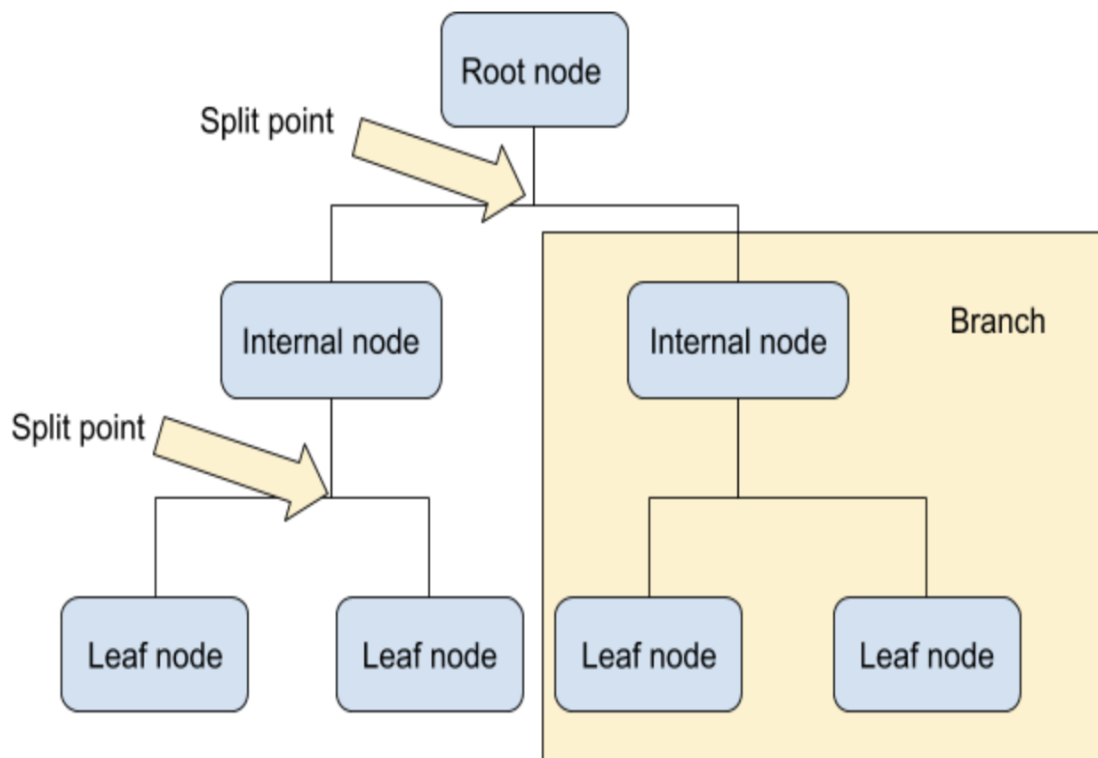 Root node
Split point
Internal node
Internal node
Branch
Split point
Leaf node
Leaf node
Leaf node
Leaf node